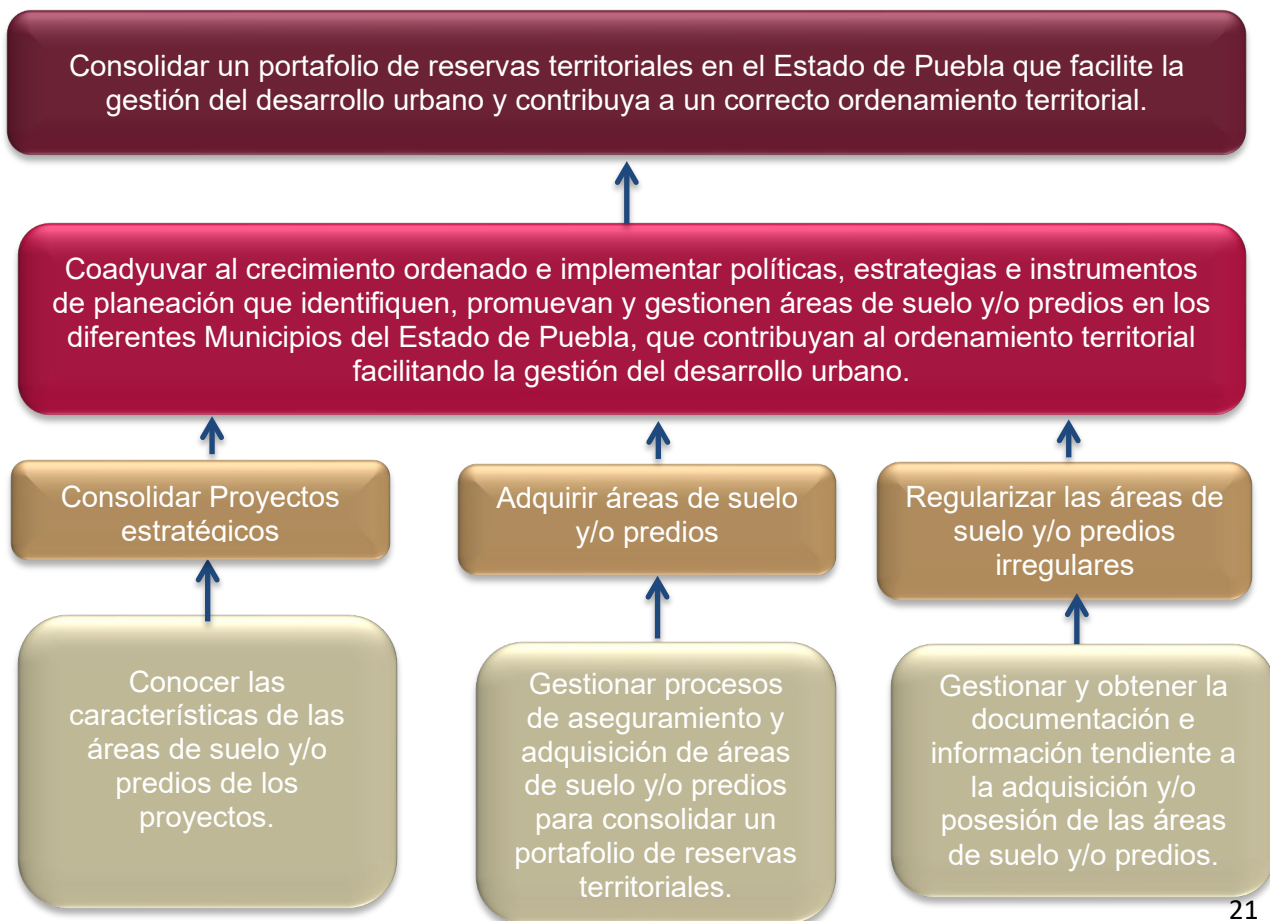 Consolidar un portafolio de reservas territoriales en el Estado de Puebla que facilite la
gestión del desarrollo urbano y contribuya a un correcto ordenamiento territorial.
Coadyuvar al crecimiento ordenado e implementar políticas, estrategias e instrumentos
de planeación que identifiquen, promuevan y gestionen áreas de suelo y/o predios en los
diferentes Municipios del Estado de Puebla, que contribuyan al ordenamiento territorial
facilitando la gestión del desarrollo urbano.
Consolidar Proyectos
estratégicos
Adquirir áreas de suelo
y/o predios
Regularizar las áreas de
suelo y/o predios
irregulares
Conocer las
características de las
áreas de suelo y/o
predios de los
proyectos.
Gestionar procesos
de aseguramiento y
adquisición de áreas
de suelo y/o predios
para consolidar un
portafolio de reservas
territoriales.
Gestionar y obtener la
documentación e
información tendiente a
la adquisición y/o
posesión de las áreas
de suelo y/o predios.
21